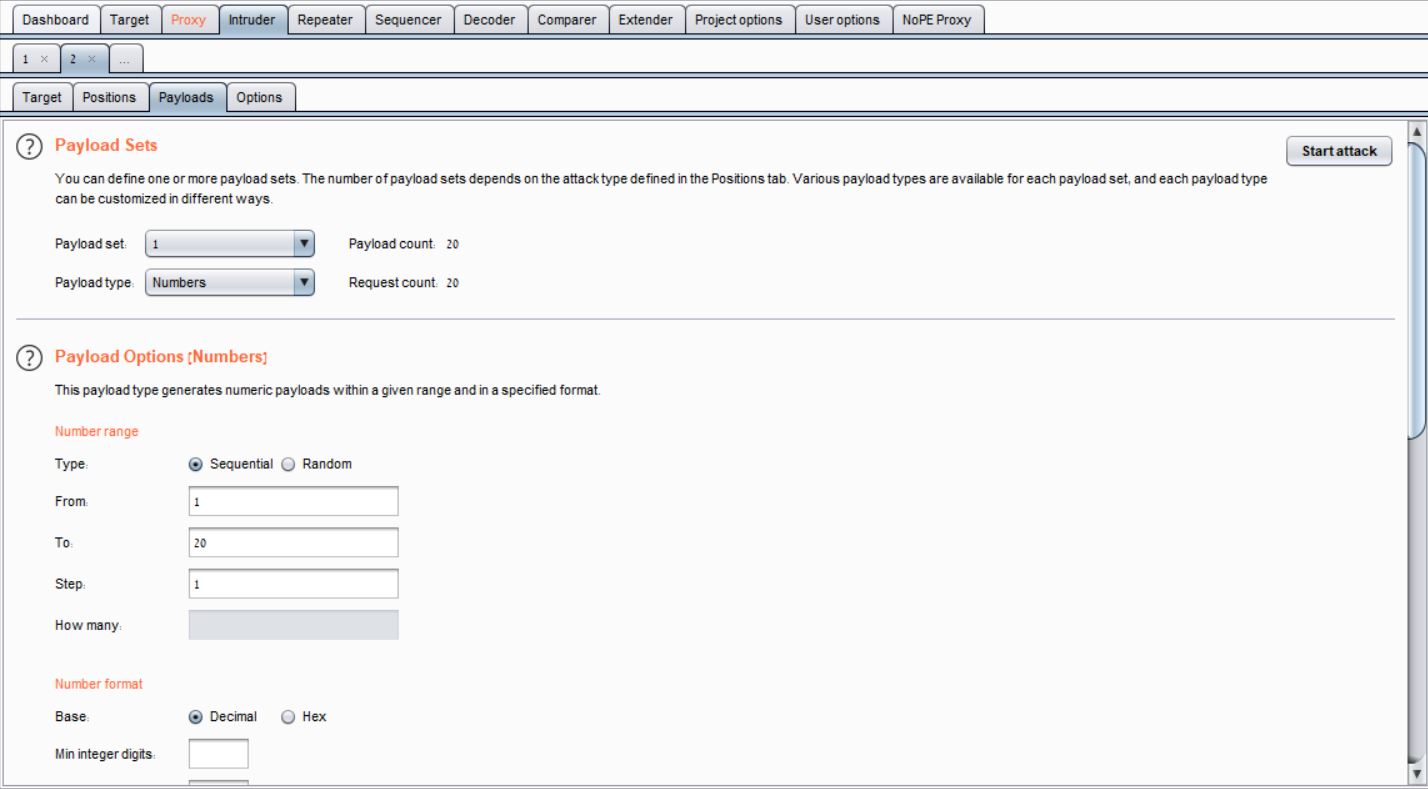 Dashboard Target Proxy Intruder Repeater Sequencer Decoder Comparer Extender Project options User options NoPE Proxy
1 × 2 × ...
Target Positions Payloads Options
? Payload Sets Start attack
You can define one or more payload sets. The number of payload sets depends on the attack type defined in the Positions tab. Various payload types are available for each payload set, and each payload type
can be customized in different ways.
Payload set: 1 Payload count: 20
Payload type: Numbers Request count: 20
? Payload Options [Numbers]
This payload type generates numeric payloads within a given range and in a specified format.
Number range
Type: Sequential Random
From: 1
To: 20
Step: 1
How many:
Number format
Base: Decimal Hex
Min integer digits: